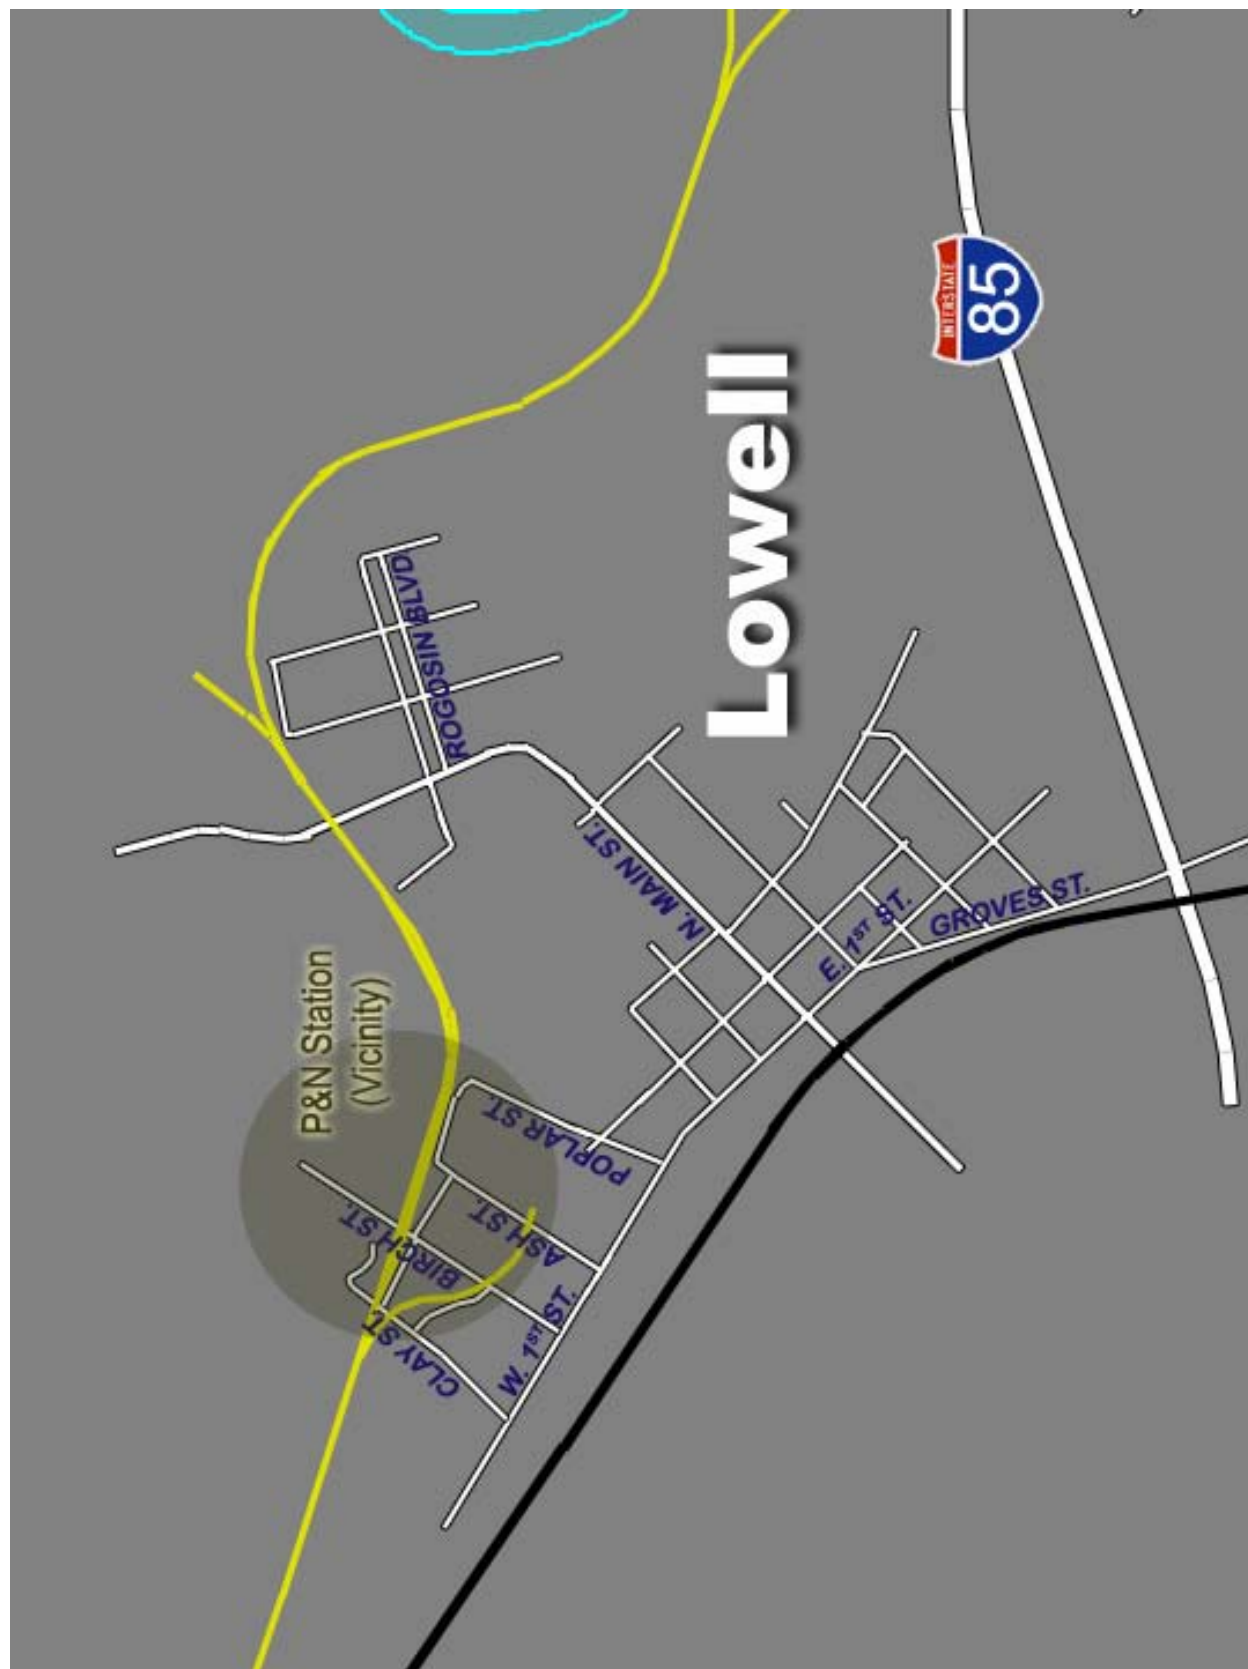 Lowell
INTERSTATE
85
ROGOSIN BLVD
N. MAIN ST.
E. 1ST ST.
GROVES ST.
P&N Station
(Vicinity)
POPLAR ST.
ASH ST.
BIRCH ST.
CLAY ST.
W. 1ST ST.